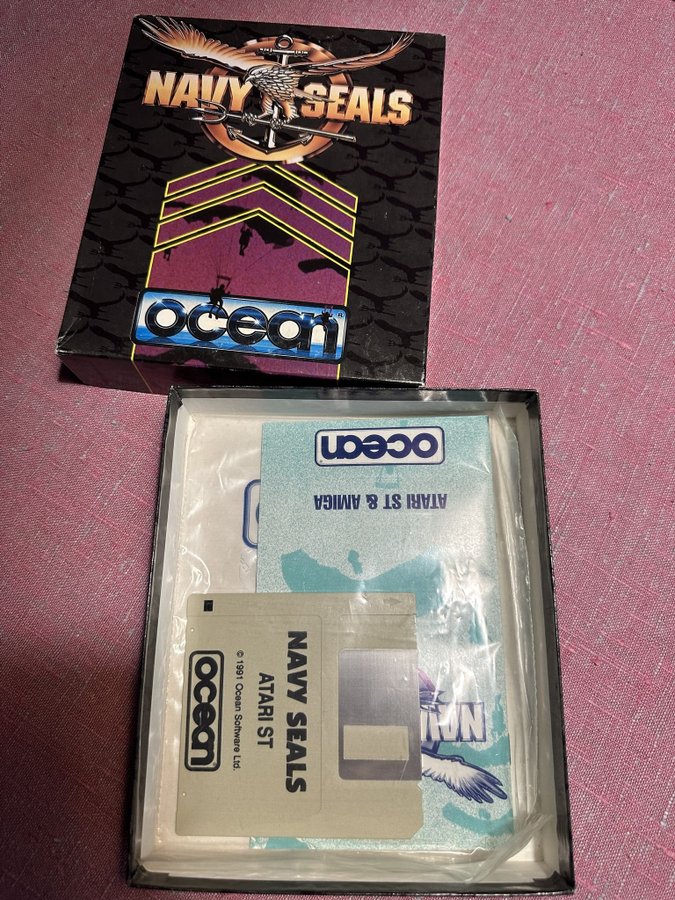 NAVY SEALS
ocean®
ocean
ATARI ST & AMIGA
NAVY SEALS
ATARI ST
© 1991 Ocean Software Ltd.
ocean